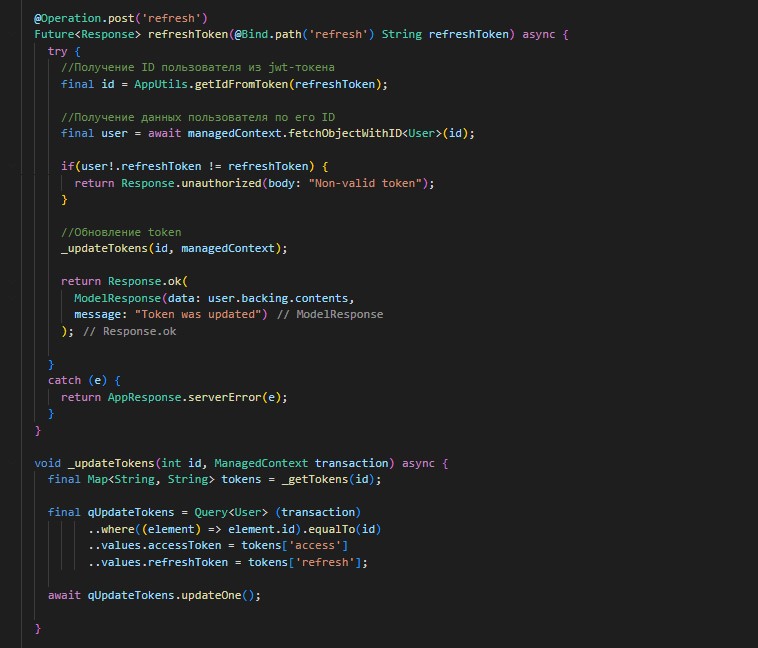 @Operation.post('refresh')
Future<Response> refreshToken(@Bind.path('refresh') String refreshToken) async {
try {
//Получение ID пользователя из jwt-токена
final id = AppUtils.getIdFromToken(refreshToken);
//Получение данных пользователя по его ID
final user = await managedContext.fetchObjectWithID<User>(id);
if(user!.refreshToken != refreshToken) {
return Response.unauthorized(body: "Non-valid token");
}
//Обновление token
_updateTokens(id, managedContext);
return Response.ok(
ModelResponse(data: user.backing.contents,
message: "Token was updated") // ModelResponse
); // Response.ok
}
catch (e) {
return AppResponse.serverError(e);
}
}
void _updateTokens(int id, ManagedContext transaction) async {
final Map<String, String> tokens = _getTokens(id);
final qUpdateTokens = Query<User> (transaction)
..where((element) => element.id).equalTo(id)
..values.accessToken = tokens['access']
..values.refreshToken = tokens['refresh'];
await qUpdateTokens.updateOne();
}